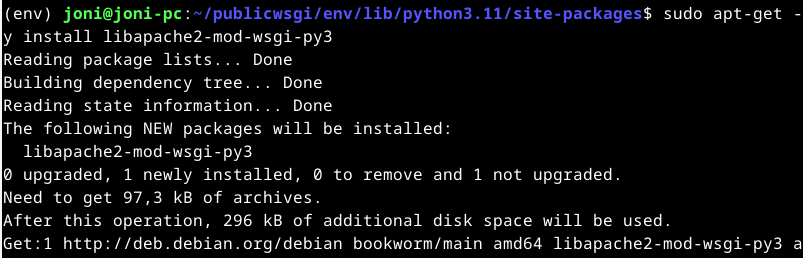 (env) joni@joni-pc:~/publicwsgi/env/lib/python3.11/site-packages$ sudo apt-get -
y install libapache2-mod-wsgi-py3
Reading package lists... Done
Building dependency tree... Done
Reading state information... Done
The following NEW packages will be installed:
  libapache2-mod-wsgi-py3
0 upgraded, 1 newly installed, 0 to remove and 1 not upgraded.
Need to get 97,3 kB of archives.
After this operation, 296 kB of additional disk space will be used.
Get:1 http://deb.debian.org/debian bookworm/main amd64 libapache2-mod-wsgi-py3 a